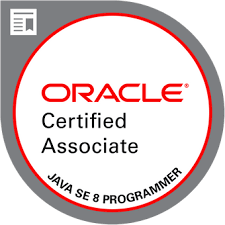 ORACLE®
Certified
Associate
JAVA SE 8 PROGRAMMER